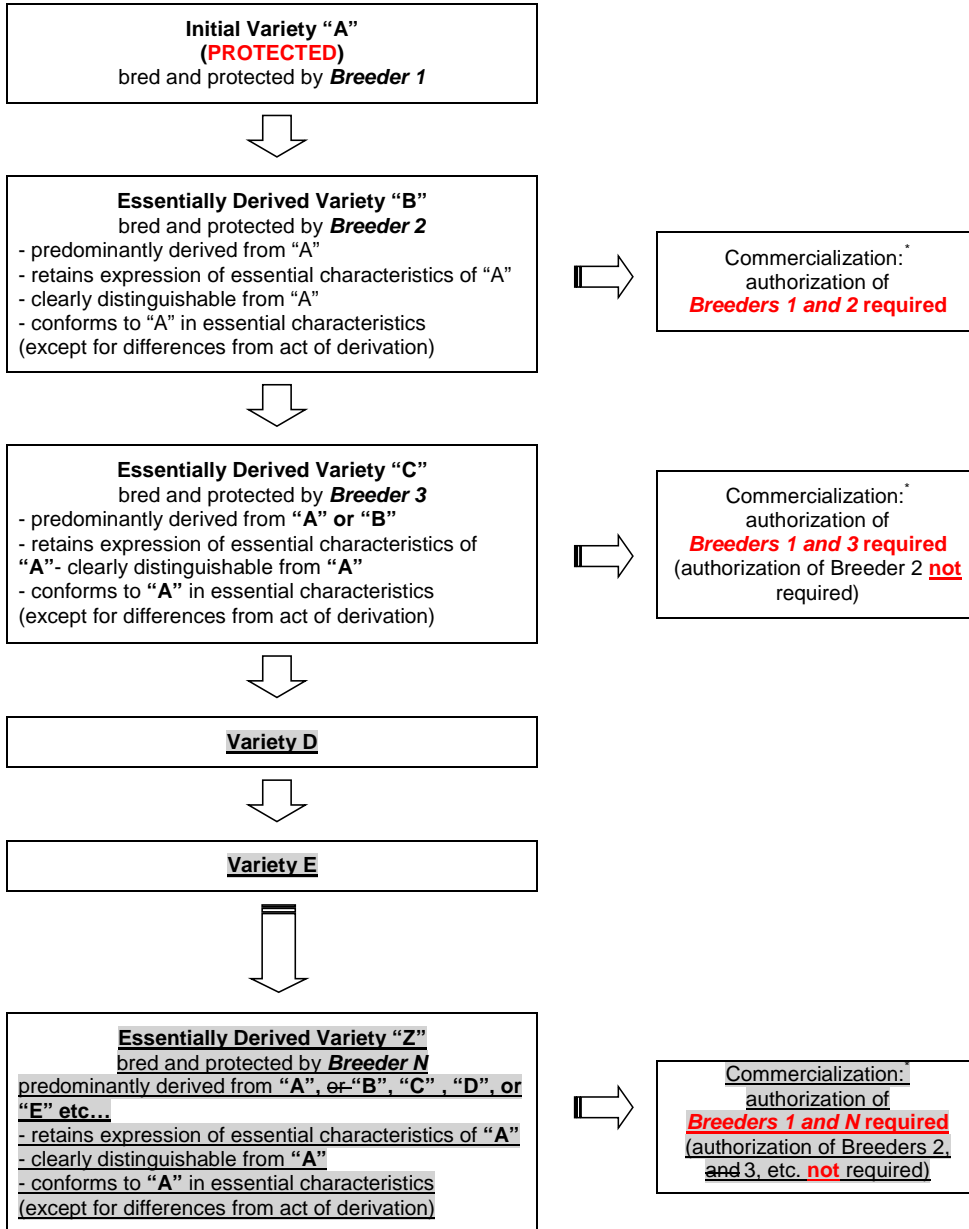 Initial Variety “A”
(PROTECTED)
bred and protected by Breeder 1
Essentially Derived Variety “B”
bred and protected by Breeder 2
- predominantly derived from “A”
- retains expression of essential characteristics of “A”
- clearly distinguishable from “A”
- conforms to “A” in essential characteristics
(except for differences from act of derivation)
Commercialization:*
authorization of
Breeders 1 and 2 required
Essentially Derived Variety “C”
bred and protected by Breeder 3
- predominantly derived from “A” or “B”
- retains expression of essential characteristics of
“A”- clearly distinguishable from “A”
- conforms to “A” in essential characteristics
(except for differences from act of derivation)
Commercialization:*
authorization of
Breeders 1 and 3 required
(authorization of Breeder 2 not
required)
Variety D
Variety E
Essentially Derived Variety “Z”
bred and protected by Breeder N
predominantly derived from “A”, or “B”, “C” , “D”, or
“E” etc…
- retains expression of essential characteristics of “A”
- clearly distinguishable from “A”
- conforms to “A” in essential characteristics
(except for differences from act of derivation)
Commercialization:*
authorization of
Breeders 1 and N required
(authorization of Breeders 2,
and 3, etc. not required)